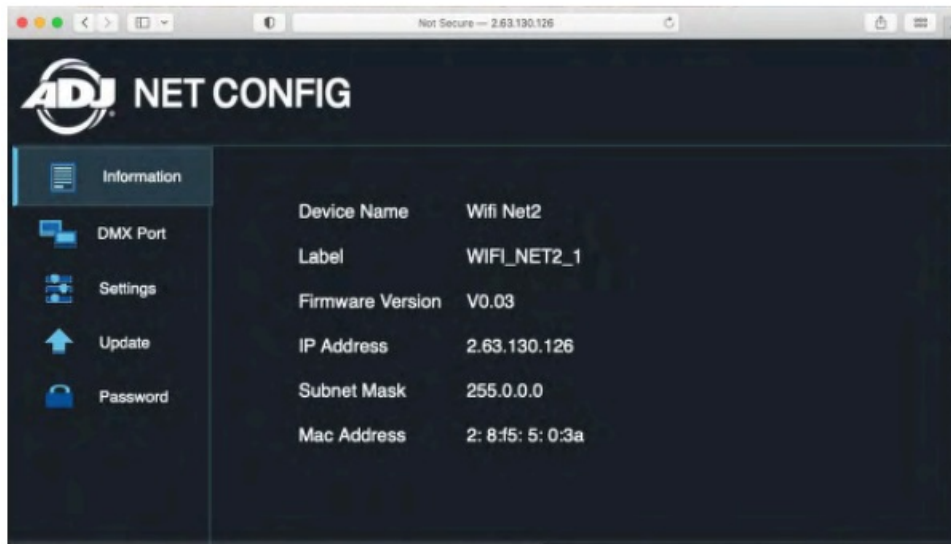 Not Secure — 2.63.130.126
ADJ NET CONFIG
Information
DMX Port
Settings
Update
Password
Device Name Wifi Net2
Label WIFI_NET2_1
Firmware Version V0.03
IP Address 2.63.130.126
Subnet Mask 255.0.0.0
Mac Address 2: 8:f5: 5: 0:3a